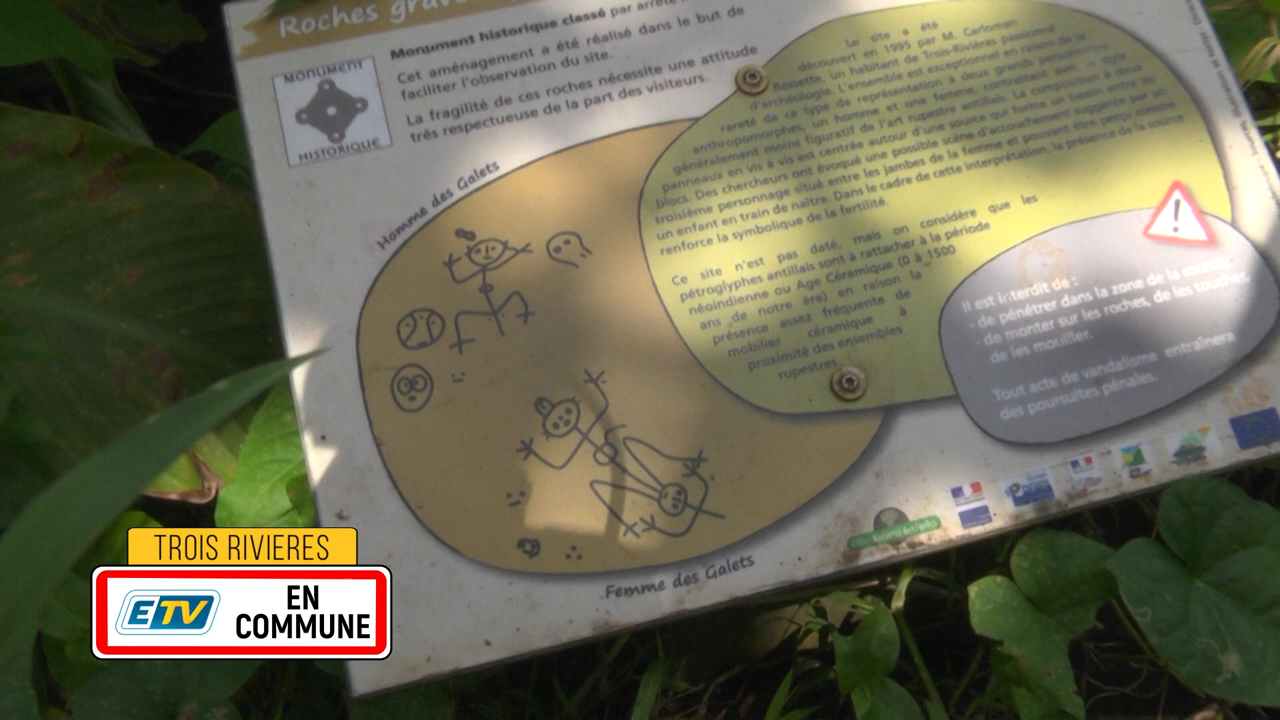 Roches grav
Monument historique classé par arrêté
Cet aménagement a été réalisé dans le but de
faciliter l'observation du site.
La fragilité de ces roches nécessite une attitude
très respectueuse de la part des visiteurs.
MONUMENT
HISTORIQUE
Homme des Galets
Le site a été
découvert en 1995 par M. Carloman
Bassette, un habitant de Trois-Rivières passionné
d'archéologie. L'ensemble est exceptionnel en raison de la
rareté de ce type de représentation à deux grands personnages
anthropomorphes, un homme et une femme, contrastant avec le style
généralement moins figuratif de l'art rupestre antillais. La composition à deux
panneaux en vis à vis est centrée autour d'une source qui forme un bassin entre les
blocs. Des chercheurs ont évoqué une possible scène d'accouchement suggérée par un
troisième personnage situé entre les jambes de la femme et pouvant être perçu comme
un enfant en train de naître. Dans le cadre de cette interprétation, la présence de la source
renforce la symbolique de la fertilité.
Ce site n'est pas daté, mais on considère que les
pétroglyphes antillais sont à rattacher à la période
néoindienne ou Age Céramique (0 à 1500
ans de notre ère) en raison la
présence assez fréquente de
mobilier céramique à
proximité des ensembles
rupestres.
Il est interdit de :
- de pénétrer dans la zone de la source,
- de monter sur les roches, de les toucher,
de les mouiller.
Tout acte de vandalisme entraînera
des poursuites pénales.
Femme des Galets
TROIS RIVIERES
ETV
EN
COMMUNE